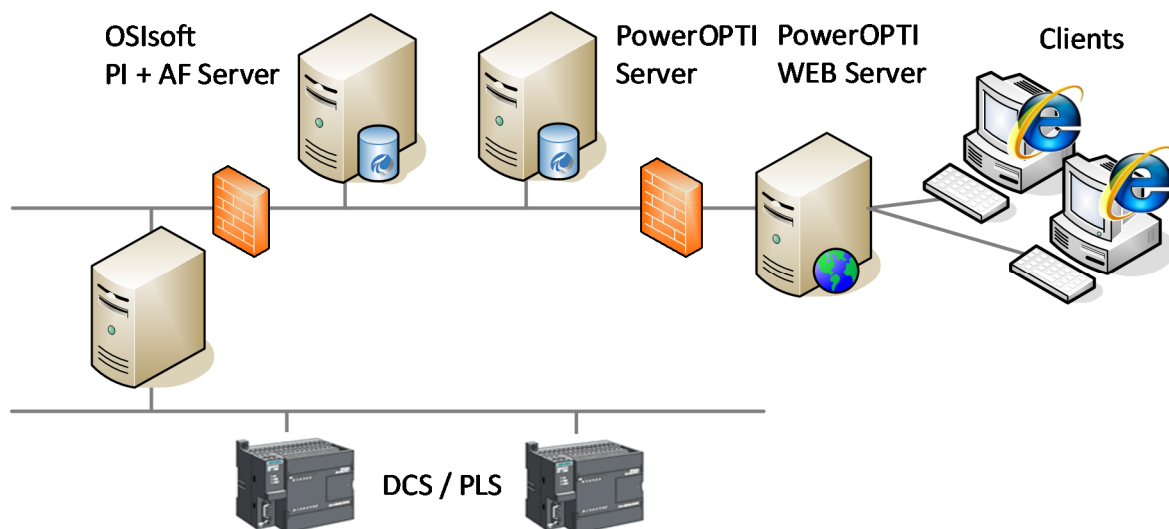 OSIsoft
PI + AF Server
PowerOPTI
Server
PowerOPTI
WEB Server
Clients
DCS / PLS